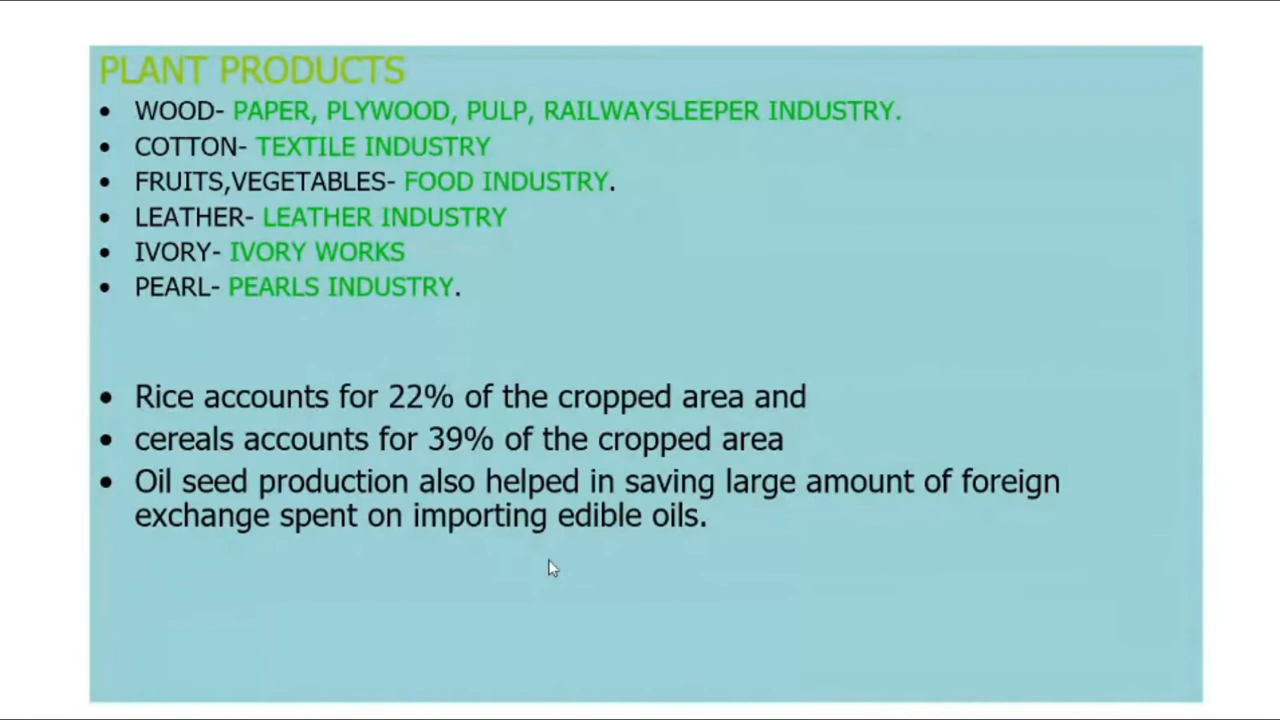 PLANT PRODUCTS
• WOOD- PAPER, PLYWOOD, PULP, RAILWAYSLEEPER INDUSTRY.
• COTTON- TEXTILE INDUSTRY
• FRUITS,VEGETABLES- FOOD INDUSTRY.
• LEATHER- LEATHER INDUSTRY
• IVORY- IVORY WORKS
• PEARL- PEARLS INDUSTRY.
• Rice accounts for 22% of the cropped area and
• cereals accounts for 39% of the cropped area
• Oil seed production also helped in saving large amount of foreign
exchange spent on importing edible oils.